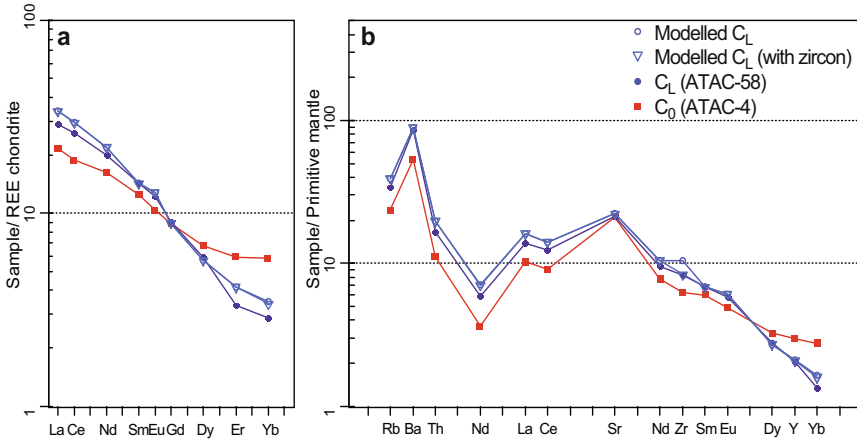 a
Sample/ REE chondrite
100
10
1
La Ce Nd Sm Eu Gd Dy Er Yb
b
Sample/ Primitive mantle
100
10
1
Rb Ba Th Nd La Ce Sr Nd Zr Sm Eu Dy Y Yb
Modelled C_L
Modelled C_L (with zircon)
C_L (ATAC-58)
C_0 (ATAC-4)